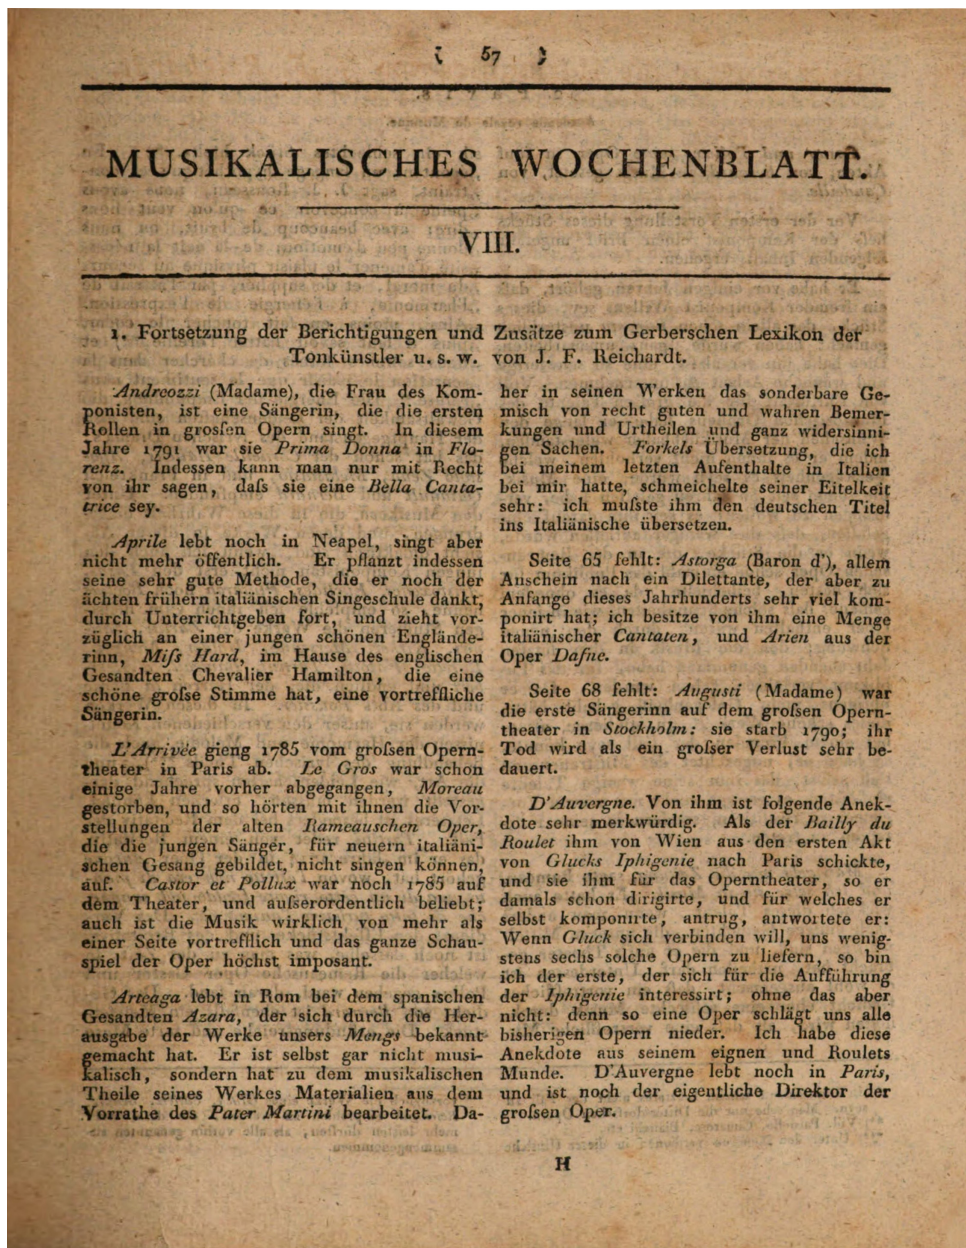 ( 57 )
MUSIKALISCHES WOCHENBLATT.
VIII.
1. Fortsetzung der Berichtigungen und Zusätze zum Gerberschen Lexikon der
Tonkünstler u. s. w. von J. F. Reichardt.
Andreozzi (Madame), die Frau des Kom-
ponisten, ist eine Sängerin, die die ersten
Rollen in grosſen Opern singt. In diesem
Jahre 1791 war sie Prima Donna in Flo-
renz. Indessen kann man nur mit Recht
von ihr sagen, daſs sie eine Bella Canta-
trice sey.
Aprile lebt noch in Neapel, singt aber
nicht mehr öffentlich. Er pflanzt indessen
seine sehr gute Methode, die er noch der
ächten frühern italiänischen Singeschule dankt,
durch Unterrichtgeben fort, und zieht vor-
züglich an einer jungen schönen Englände-
rinn, Miſs Hard, im Hause des englischen
Gesandten Chevalier Hamilton, die eine
schöne groſse Stimme hat, eine vortreffliche
Sängerin.
L'Arrivée gieng 1785 vom groſsen Opern-
theater in Paris ab. Le Gros war schon
einige Jahre vorher abgegangen, Moreau
gestorben, und so hörten mit ihnen die Vor-
stellungen der alten Rameauschen Oper,
die die jungen Sänger, für neuern italiäni-
schen Gesang gebildet, nicht singen können,
auf. Castor et Pollux war noch 1785 auf
dem Theater, und auſserordentlich beliebt;
auch ist die Musik wirklich von mehr als
einer Seite vortrefflich und das ganze Schau-
spiel der Oper höchst imposant.
Arteaga lebt in Rom bei dem spanischen
Gesandten Azara, der sich durch die Her-
ausgabe der Werke unsers Mengs bekannt
gemacht hat. Er ist selbst gar nicht musi-
kalisch, sondern hat zu dem musikalischen
Theile seines Werkes Materialien aus dem
Vorrathe des Pater Martini bearbeitet. Da-
her in seinen Werken das sonderbare Ge-
misch von recht guten und wahren Bemer-
kungen und Urtheilen und ganz widersinni-
gen Sachen. Forkels Übersetzung, die ich
bei meinem letzten Aufenthalte in Italien
bei mir hatte, schmeichelte seiner Eitelkeit
sehr: ich muſste ihm den deutschen Titel
ins Italiänische übersetzen.
Seite 65 fehlt: Astorga (Baron d'), allem
Anschein nach ein Dilettante, der aber zu
Anfange dieses Jahrhunderts sehr viel kom-
ponirt hat; ich besitze von ihm eine Menge
italiänischer Cantaten, und Arien aus der
Oper Dafne.
Seite 68 fehlt: Augusti (Madame) war
die erste Sängerinn auf dem groſsen Opern-
theater in Stockholm: sie starb 1790; ihr
Tod wird als ein groſser Verlust sehr be-
dauert.
D'Auvergne. Von ihm ist folgende Anek-
dote sehr merkwürdig. Als der Bailly du
Roulet ihm von Wien aus den ersten Akt
von Glucks Iphigenie nach Paris schickte,
und sie ihm für das Operntheater, so er
damals schon dirigirte, und für welches er
selbst komponirte, antrug, antwortete er:
Wenn Gluck sich verbinden will, uns wenig-
stens sechs solche Opern zu liefern, so bin
ich der erste, der sich für die Aufführung
der Iphigenie interessirt; ohne das aber
nicht: denn so eine Oper schlägt uns alle
bisherigen Opern nieder. Ich habe diese
Anekdote aus seinem eignen und Roulets
Munde. D'Auvergne lebt noch in Paris,
und ist noch der eigentliche Direktor der
groſsen Oper.
H